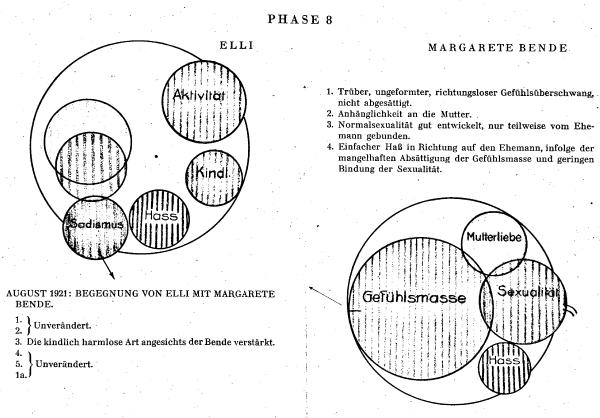 PHASE 8
ELLI
Aktivität
Kindl.
Hass
Sadismus
AUGUST 1921: BEGEGNUNG VON ELLI MIT MARGARETE
BENDE.
1.
2. } Unverändert.
3. Die kindlich harmlose Art angesichts der Bende verstärkt.
4.
5. } Unverändert.
1a.
MARGARETE BENDE
1. Trüber, ungeformter, richtungsloser Gefühlsüberschwang,
nicht abgesättigt.
2. Anhänglichkeit an die Mutter.
3. Normalsexualität gut entwickelt, nur teilweise vom Ehe-
mann gebunden.
4. Einfacher Haß in Richtung auf den Ehemann, infolge der
mangelhaften Absättigung der Gefühlsmasse und geringen
Bindung der Sexualität.
Mutterliebe
Gefühlsmasse
Sexualität
Hass